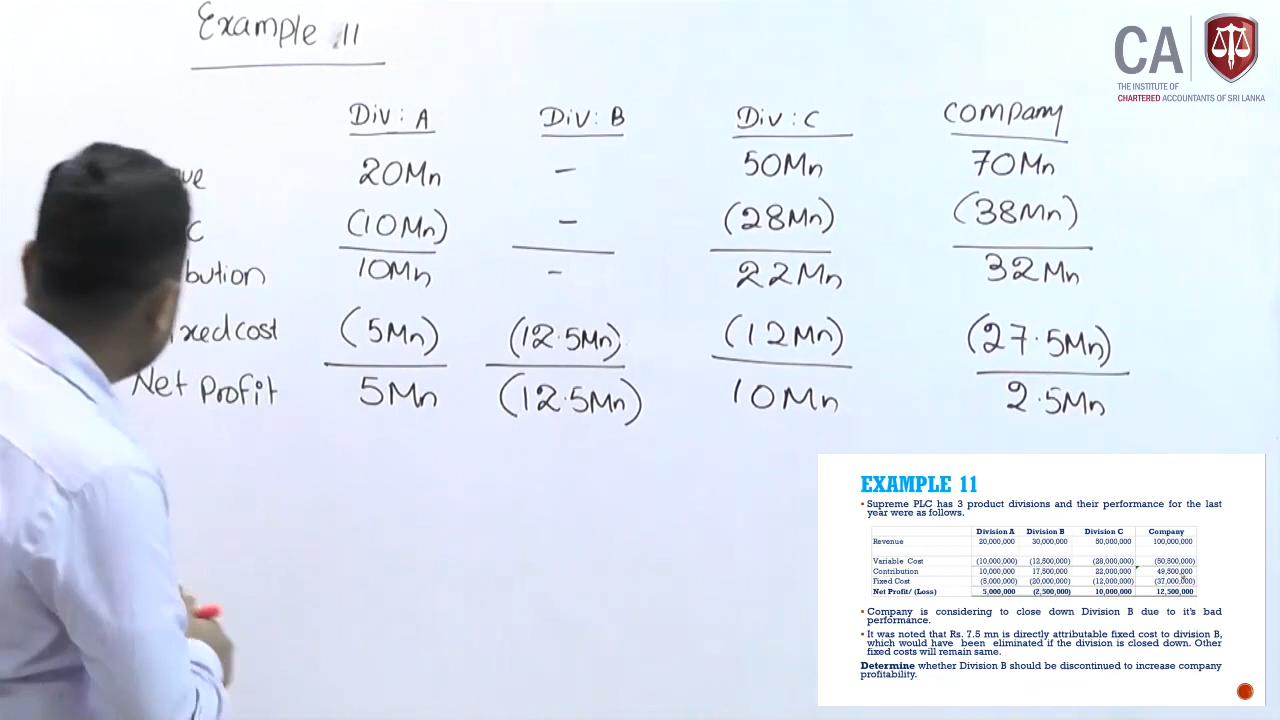 Example 11
CA
THE INSTITUTE OF
CHARTERED ACCOUNTANTS OF SRI LANKA
Div: A Div: B Div: C Company
20Mn - 50Mn 70Mn
(10Mn) - (28Mn) (38Mn)
bution 10Mn - 22Mn 32Mn
xed cost (5Mn) (12.5Mn) (12Mn) (27.5Mn)
Net Profit 5Mn (12.5Mn) 10Mn 2.5Mn
EXAMPLE 11
• Supreme PLC has 3 product divisions and their performance for the last
year were as follows.
Division A Division B Division C Company
Revenue 20,000,000 30,000,000 50,000,000 100,000,000
Variable Cost (10,000,000) (12,500,000) (28,000,000) (50,500,000)
Contribution 10,000,000 17,500,000 22,000,000 49,500,000
Fixed Cost (5,000,000) (20,000,000) (12,000,000) (37,000,000)
Net Profit/ (Loss) 5,000,000 (2,500,000) 10,000,000 12,500,000
• Company is considering to close down Division B due to it's bad
performance.
• It was noted that Rs. 7.5 mn is directly attributable fixed cost to division B,
which would have been eliminated if the division is closed down. Other
fixed costs will remain same.
Determine whether Division B should be discontinued to increase company
profitability.